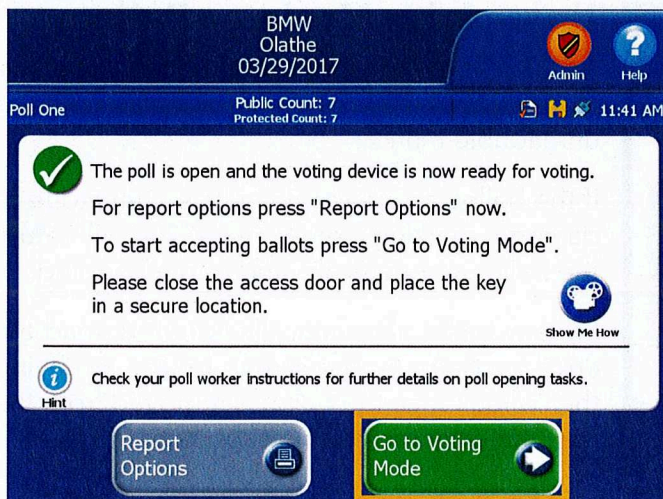 BMW
Olathe
03/29/2017
Admin
Help
Poll One
Public Count: 7
Protected Count: 7
11:41 AM
The poll is open and the voting device is now ready for voting.
For report options press "Report Options" now.
To start accepting ballots press "Go to Voting Mode".
Please close the access door and place the key
in a secure location.
Show Me How
Hint
Check your poll worker instructions for further details on poll opening tasks.
Report
Options
Go to Voting
Mode